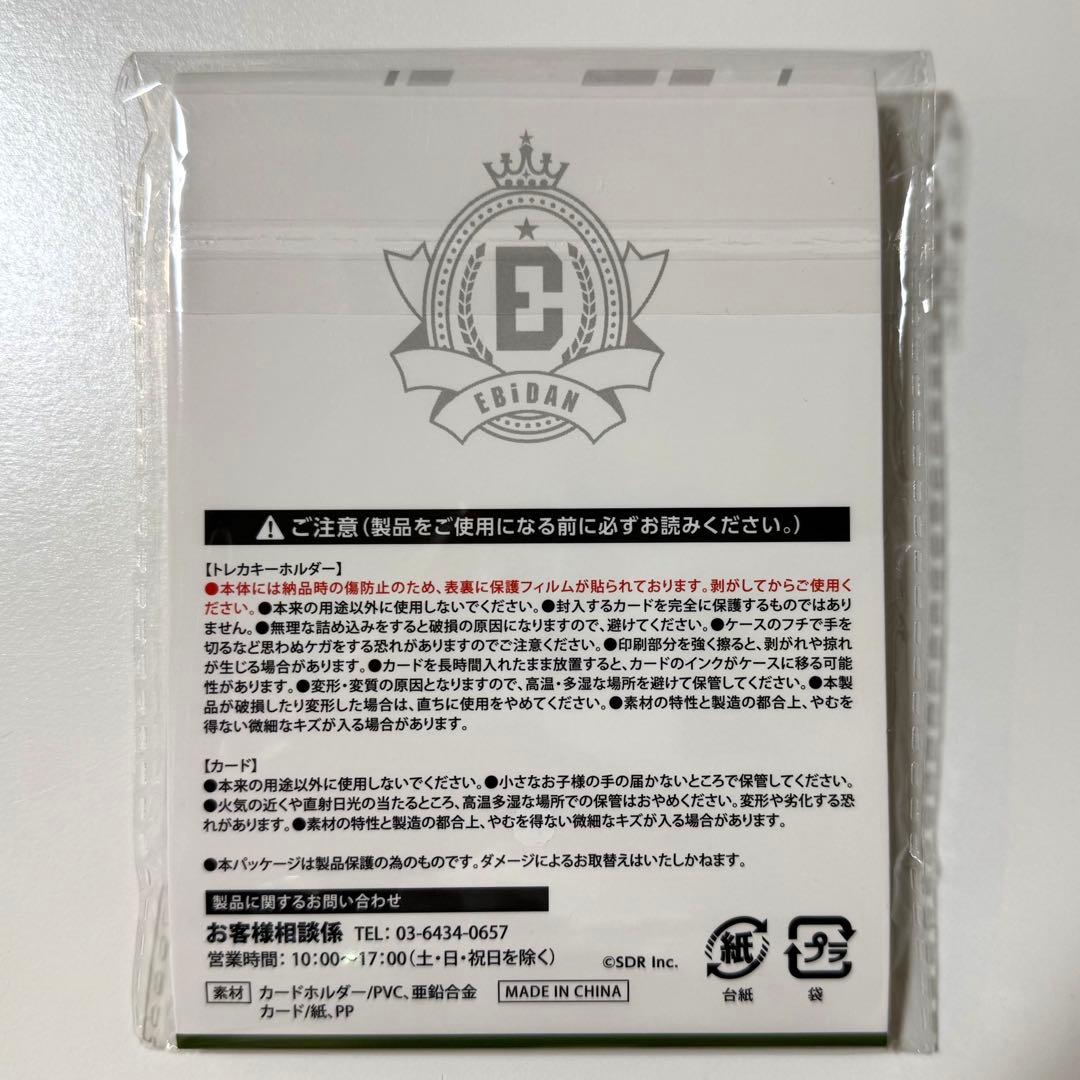 E
EBiDAN
ご注意(製品をご使用になる前に必ずお読みください。)
【トレカキーホルダー】
●本体には納品時の傷防止のため、表裏に保護フィルムが貼られております。剥がしてからご使用く
ださい。●本来の用途以外に使用しないでください。●封入するカードを完全に保護するものではあり
ません。●無理な詰め込みをすると破損の原因になりますので、避けてください。●ケースのフチで手を
切るなど思わぬケガをする恐れがありますのでご注意ください。●印刷部分を強く擦ると、剥がれや掠れ
が生じる場合があります。●カードを長時間入れたまま放置すると、カードのインクがケースに移る可能
性があります。●変形・変質の原因となりますので、高温・多湿な場所を避けて保管してください。●本製
品が破損したり変形した場合は、直ちに使用をやめてください。●素材の特性と製造の都合上、やむを
得ない微細なキズが入る場合があります。
【カード】
●本来の用途以外に使用しないでください。●小さなお子様の手の届かないところで保管してください。
●火気の近くや直射日光の当たるところ、高温多湿な場所での保管はおやめください。変形や劣化する恐
れがあります。●素材の特性と製造の都合上、やむを得ない微細なキズが入る場合があります。
●本パッケージは製品保護の為のものです。ダメージによるお取替えはいたしかねます。
製品に関するお問い合わせ
お客様相談係 TEL: 03-6434-0657
営業時間:10:00~17:00(土・日・祝日を除く)
©SDR Inc.
紙
台紙
プラ
袋
素材 カードホルダー/PVC、亜鉛合金 MADE IN CHINA
カード/紙、PP